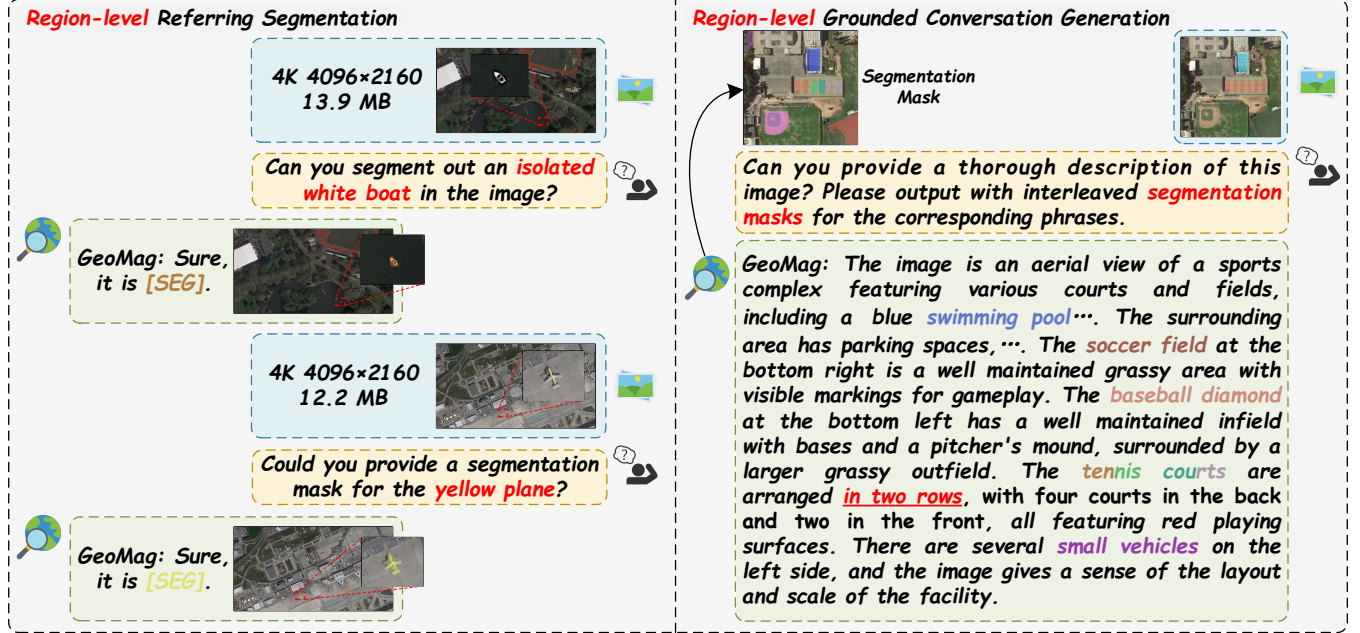 Region-level Referring Segmentation
4K 4096×2160
13.9 MB
Can you segment out an isolated
white boat in the image?
GeoMag: Sure,
it is [SEG].
4K 4096×2160
12.2 MB
Could you provide a segmentation
mask for the yellow plane?
GeoMag: Sure,
it is [SEG].
Region-level Grounded Conversation Generation
Segmentation
Mask
Can you provide a thorough description of this
image? Please output with interleaved segmentation
masks for the corresponding phrases.
GeoMag: The image is an aerial view of a sports
complex featuring various courts and fields,
including a blue swimming pool···. The surrounding
area has parking spaces,···. The soccer field at the
bottom right is a well maintained grassy area with
visible markings for gameplay. The baseball diamond
at the bottom left has a well maintained infield
with bases and a pitcher's mound, surrounded by a
larger grassy outfield. The tennis courts are
arranged in two rows, with four courts in the back
and two in the front, all featuring red playing
surfaces. There are several small vehicles on the
left side, and the image gives a sense of the layout
and scale of the facility.